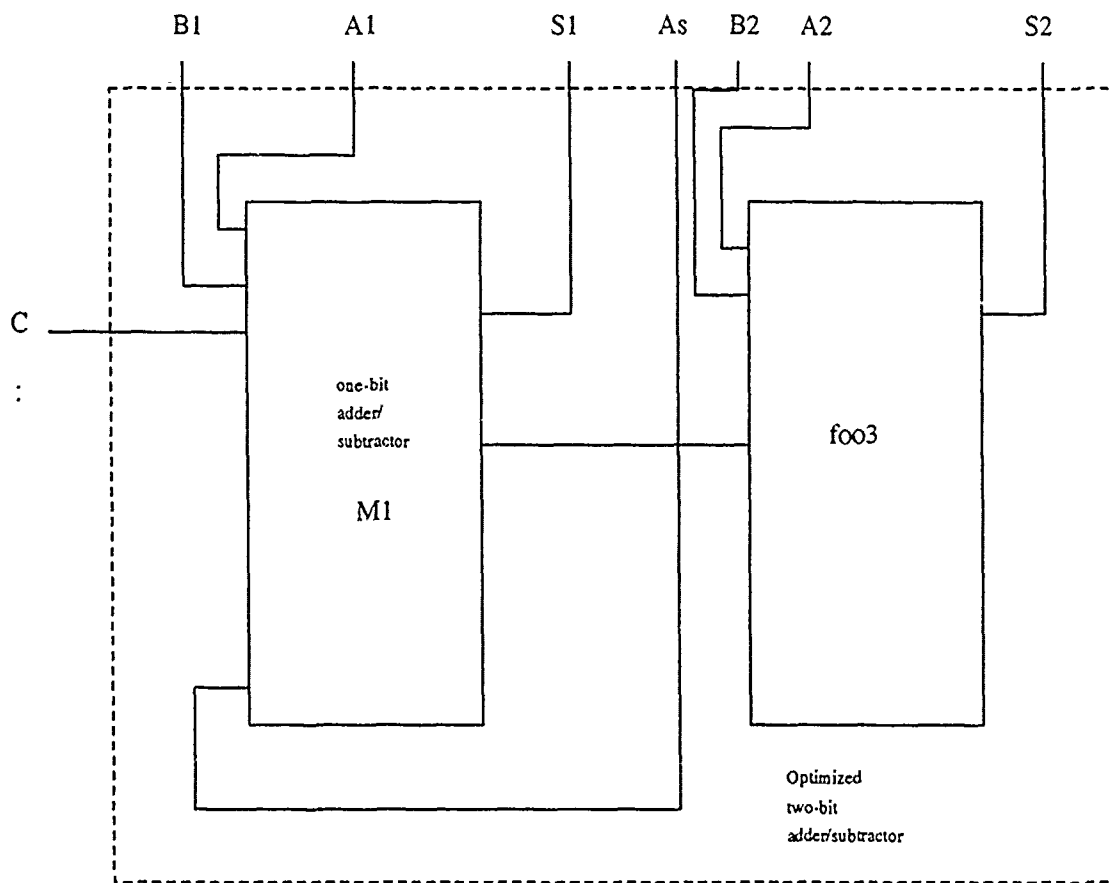 B1 A1 S1 As B2 A2 S2
C
:
one-bit
adder/
subtractor
M1
foo3
Optimized
two-bit
adder/subtractor